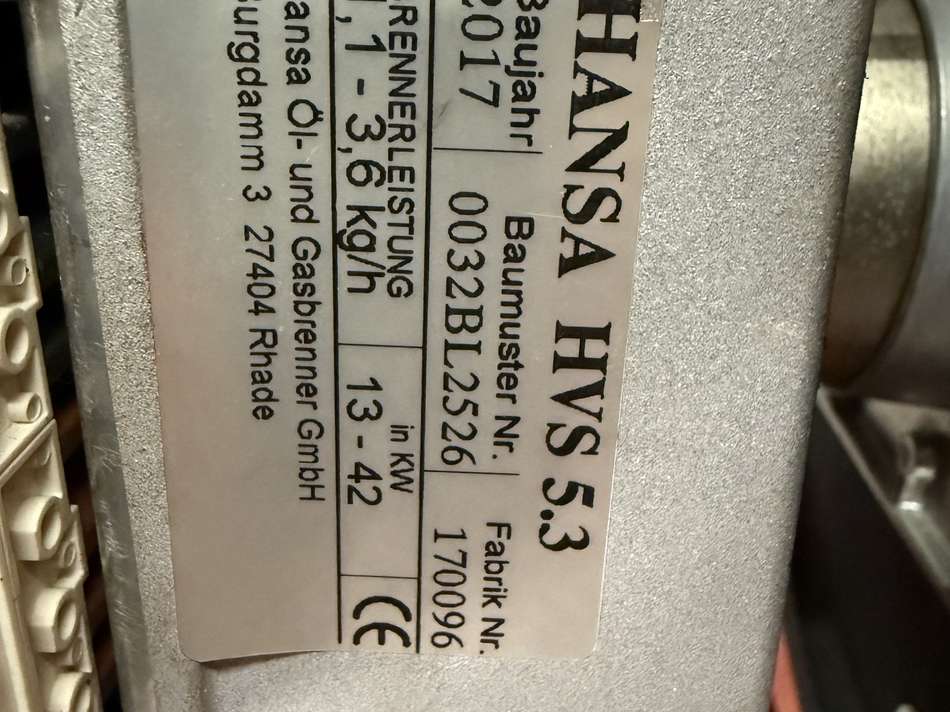 HANSA HVS 5.3
Baujahr Baumuster Nr. Fabrik Nr.
2017 0032BL2526 170096
BRENNERLEISTUNG in KW
1,1 - 3,6 kg/h 13 - 42 CE
Hansa Öl- und Gasbrenner GmbH
Burgdamm 3 27404 Rhade